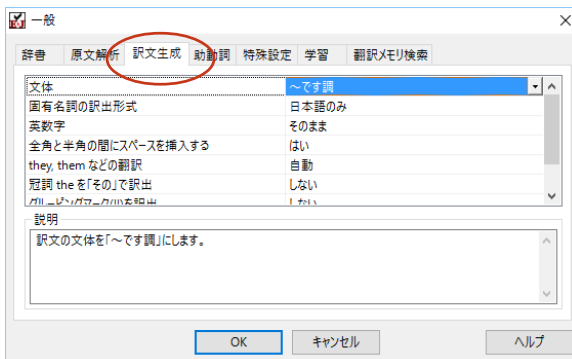 一般
辞書 原文解析 訳文生成 助動詞 特殊設定 学習 翻訳メモリ検索
文体 ～です調
固有名詞の訳出形式 日本語のみ
英数字 そのまま
全角と半角の間にスペースを挿入する はい
they, them などの翻訳 自動
冠詞 the を「その」で訳出 しない
説明
訳文の文体を「～です調」にします。
OK キャンセル ヘルプ